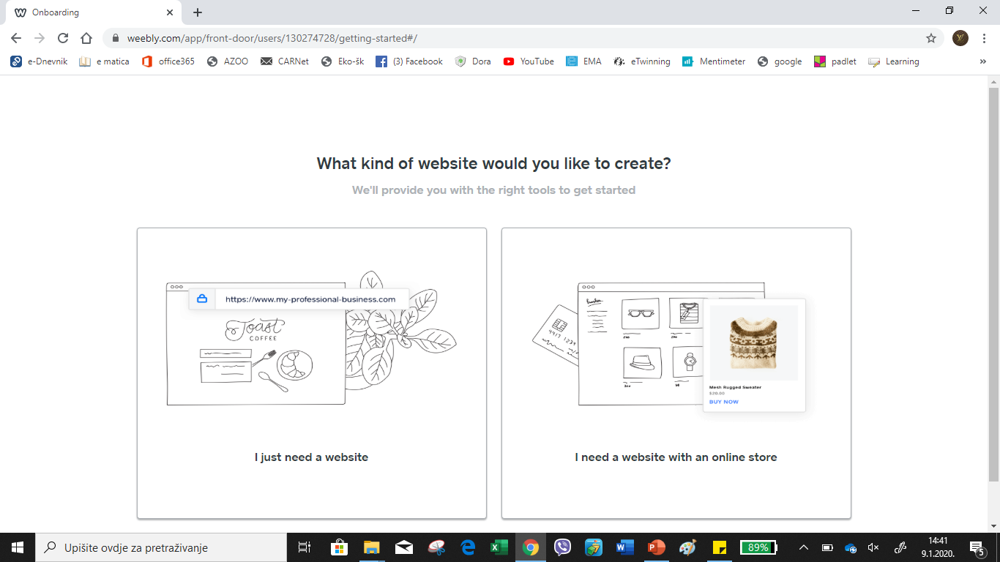 Onboarding
weebly.com/app/front-door/users/130274728/getting-started#/
e-Dnevnik e matica office365 AZOO CARNet Eko-šk (3) Facebook Dora YouTube EMA eTwinning Mentimeter google padlet Learning »
What kind of website would you like to create?
We'll provide you with the right tools to get started
https://www.my-professional-business.com
Toast
COFFEE
I just need a website
4917 1234
Mesh Rugged Sweater
$20.00
BUY NOW
I need a website with an online store
Upišite ovdje za pretraživanje
89%
14:41
9.1.2020.
5